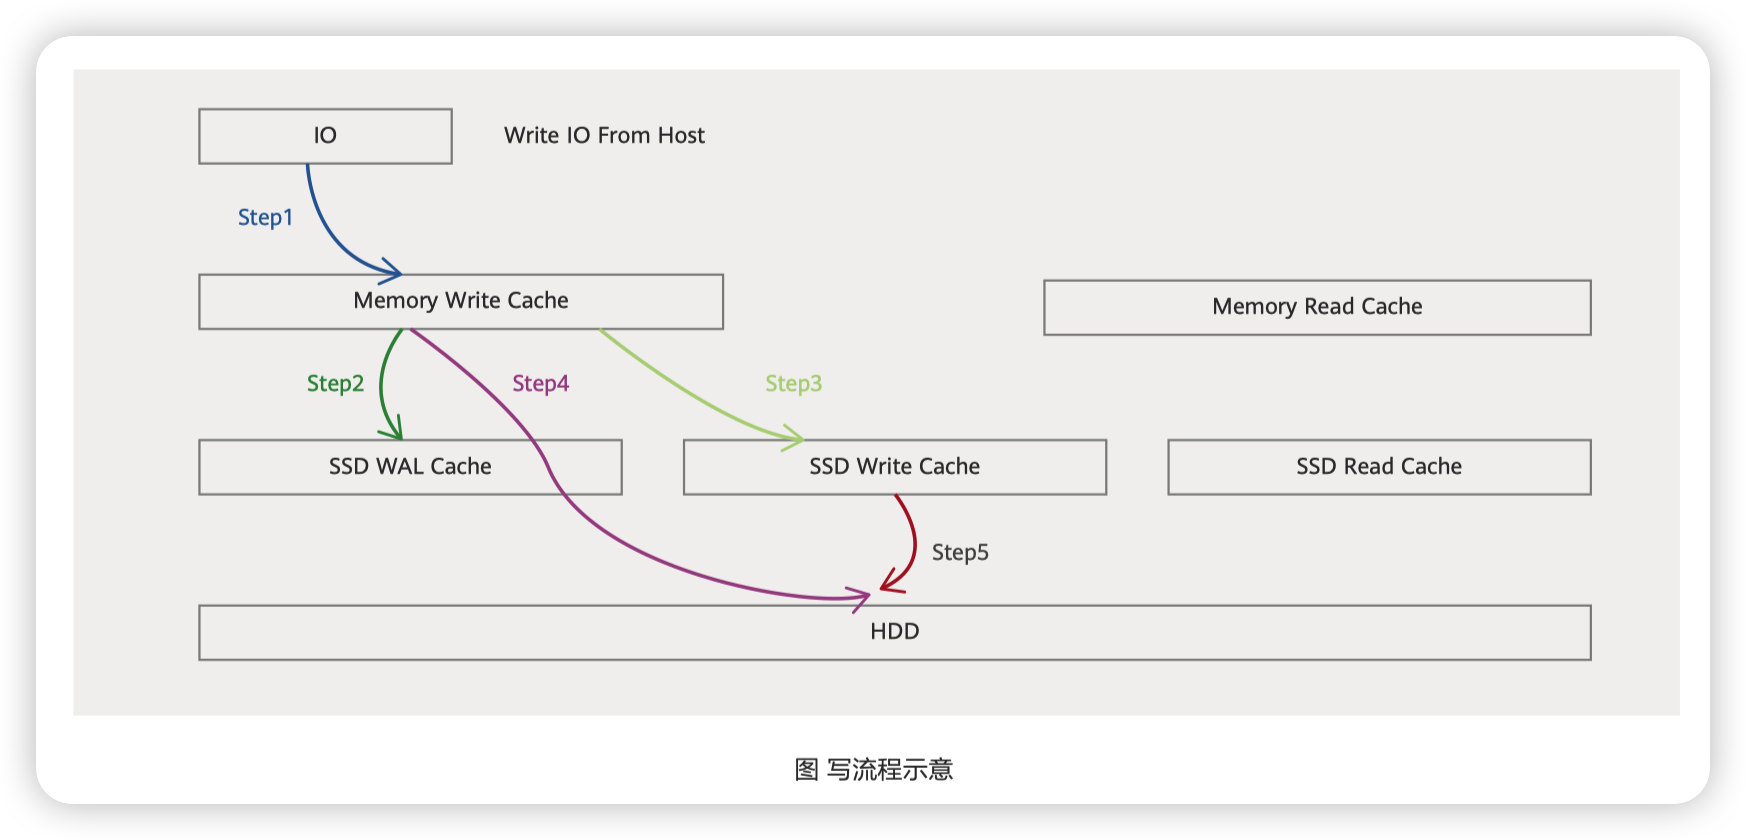 IO
Write IO From Host
Step1
Memory Write Cache
Memory Read Cache
Step2
Step4
Step3
SSD WAL Cache
SSD Write Cache
SSD Read Cache
Step5
HDD
图 写流程示意